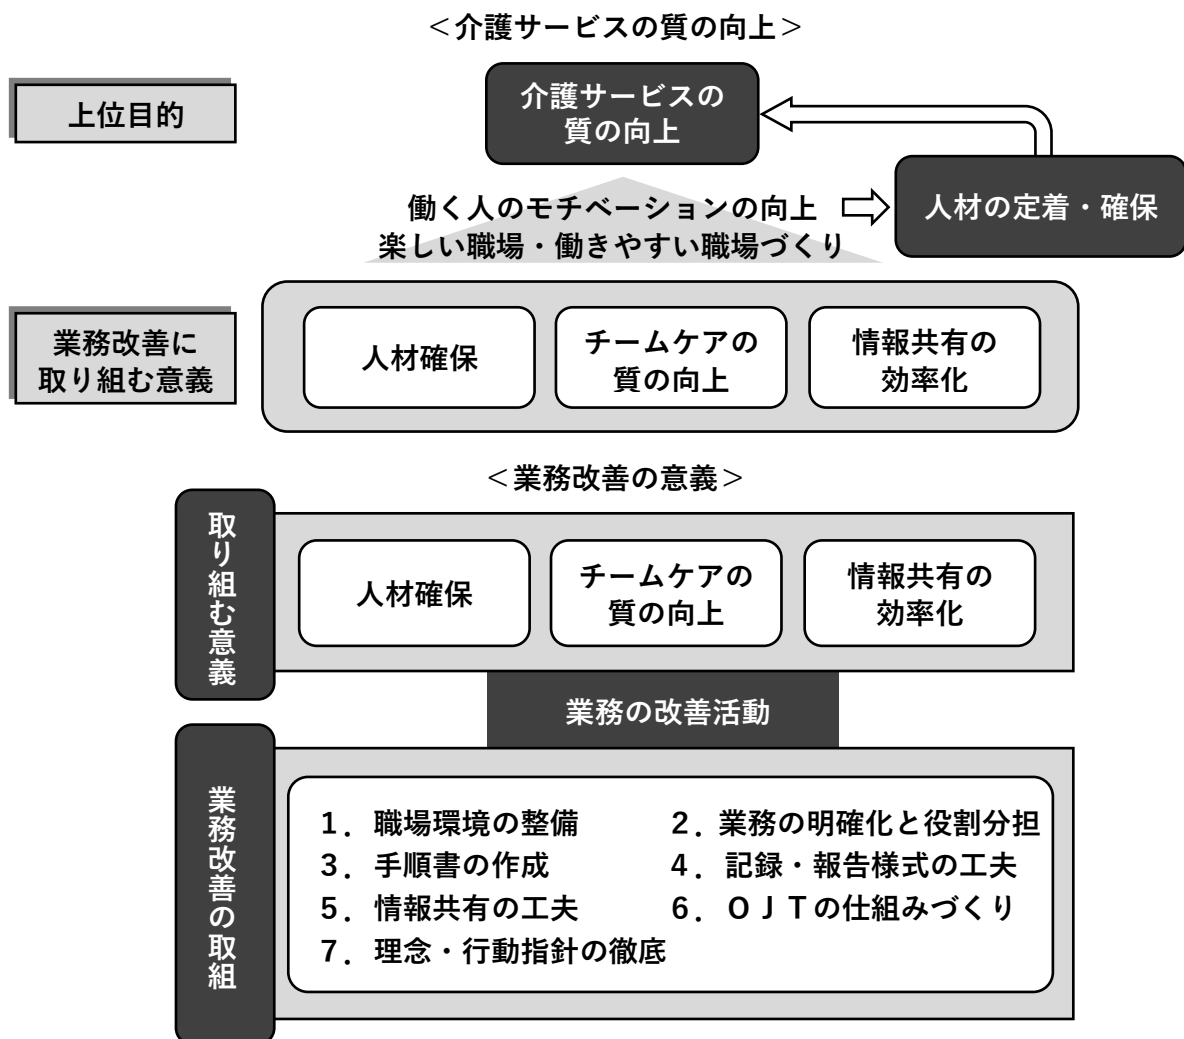 ＜介護サービスの質の向上＞
上位目的
介護サービスの
質の向上
人材の定着・確保
働く人のモチベーションの向上
楽しい職場・働きやすい職場づくり
業務改善に
取り組む意義
人材確保
チームケアの
質の向上
情報共有の
効率化
＜業務改善の意義＞
取り組む意義
人材確保
チームケアの
質の向上
情報共有の
効率化
業務の改善活動
業務改善の取組
1．職場環境の整備
2．業務の明確化と役割分担
3．手順書の作成
4．記録・報告様式の工夫
5．情報共有の工夫
6．ＯＪＴの仕組みづくり
7．理念・行動指針の徹底